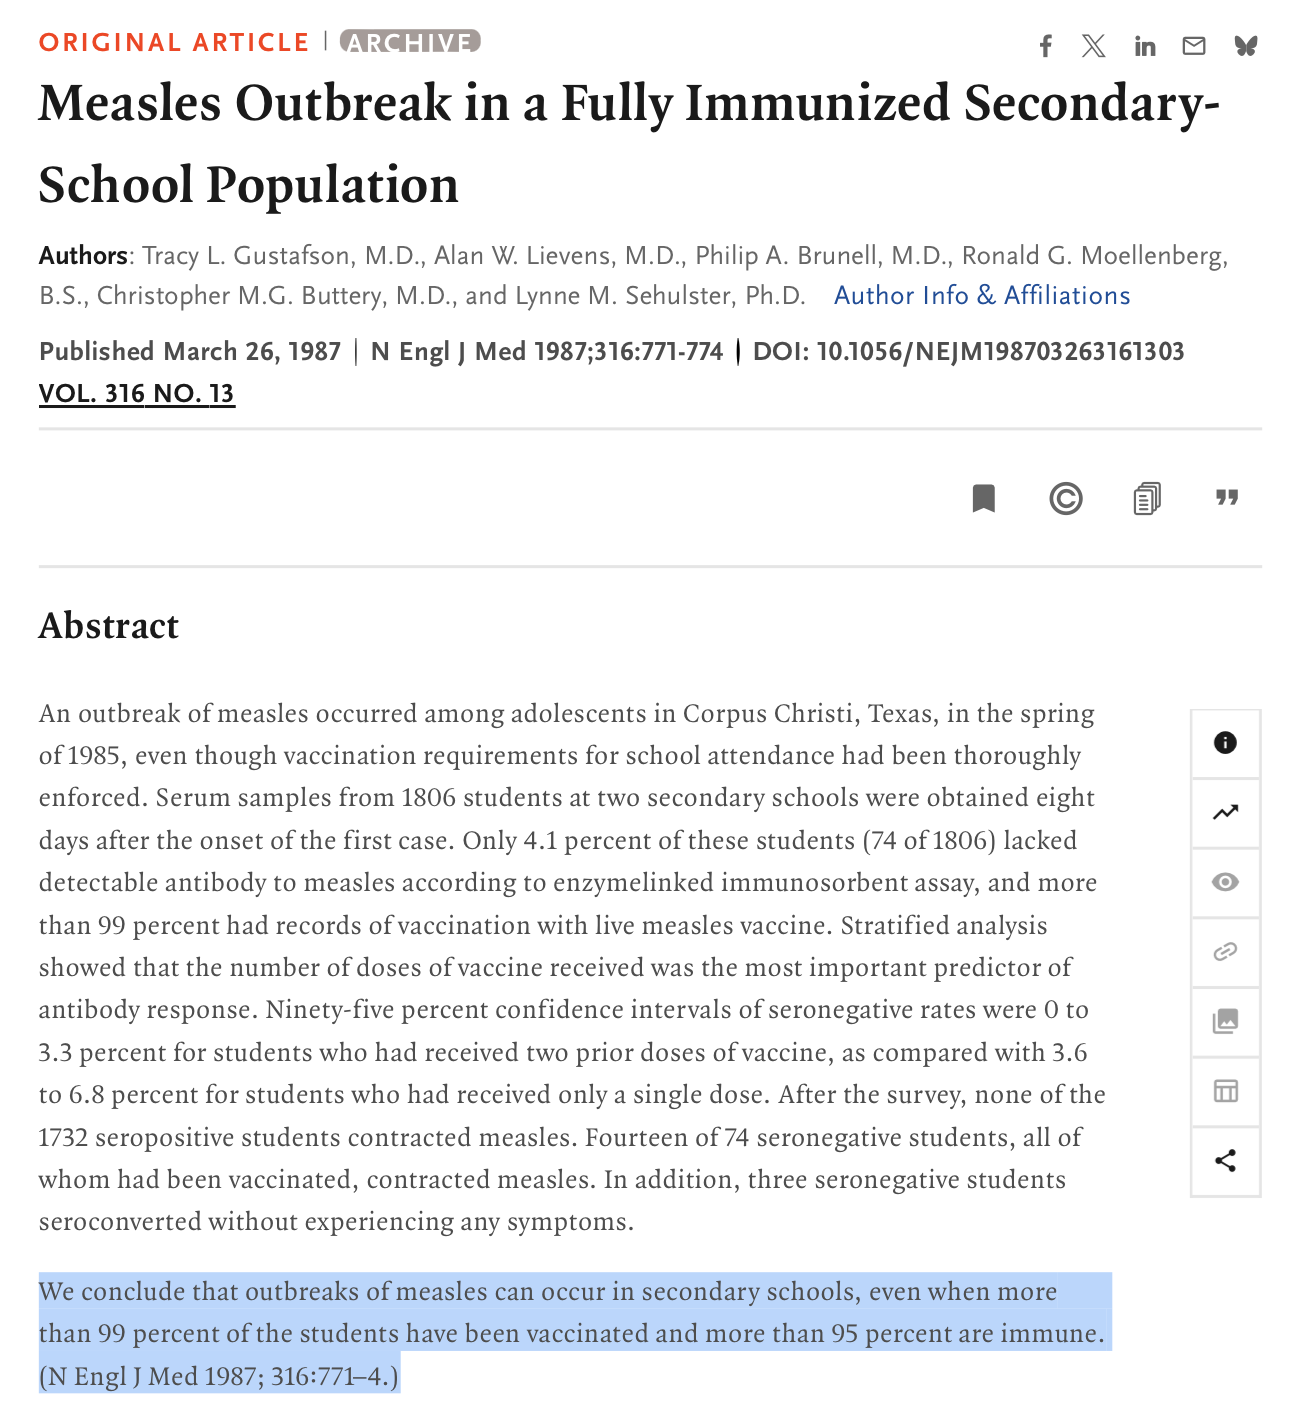 ORIGINAL ARTICLE | ARCHIVE
Measles Outbreak in a Fully Immunized Secondary-
School Population
Authors: Tracy L. Gustafson, M.D., Alan W. Lievens, M.D., Philip A. Brunell, M.D., Ronald G. Moellenberg,
B.S., Christopher M.G. Buttery, M.D., and Lynne M. Sehulster, Ph.D. Author Info & Affiliations
Published March 26, 1987 | N Engl J Med 1987;316:771-774 | DOI: 10.1056/NEJM198703263161303
VOL. 316 NO. 13
Abstract
An outbreak of measles occurred among adolescents in Corpus Christi, Texas, in the spring
of 1985, even though vaccination requirements for school attendance had been thoroughly
enforced. Serum samples from 1806 students at two secondary schools were obtained eight
days after the onset of the first case. Only 4.1 percent of these students (74 of 1806) lacked
detectable antibody to measles according to enzymelinked immunosorbent assay, and more
than 99 percent had records of vaccination with live measles vaccine. Stratified analysis
showed that the number of doses of vaccine received was the most important predictor of
antibody response. Ninety-five percent confidence intervals of seronegative rates were 0 to
3.3 percent for students who had received two prior doses of vaccine, as compared with 3.6
to 6.8 percent for students who had received only a single dose. After the survey, none of the
1732 seropositive students contracted measles. Fourteen of 74 seronegative students, all of
whom had been vaccinated, contracted measles. In addition, three seronegative students
seroconverted without experiencing any symptoms.
We conclude that outbreaks of measles can occur in secondary schools, even when more
than 99 percent of the students have been vaccinated and more than 95 percent are immune.
(N Engl J Med 1987; 316:771–4.)